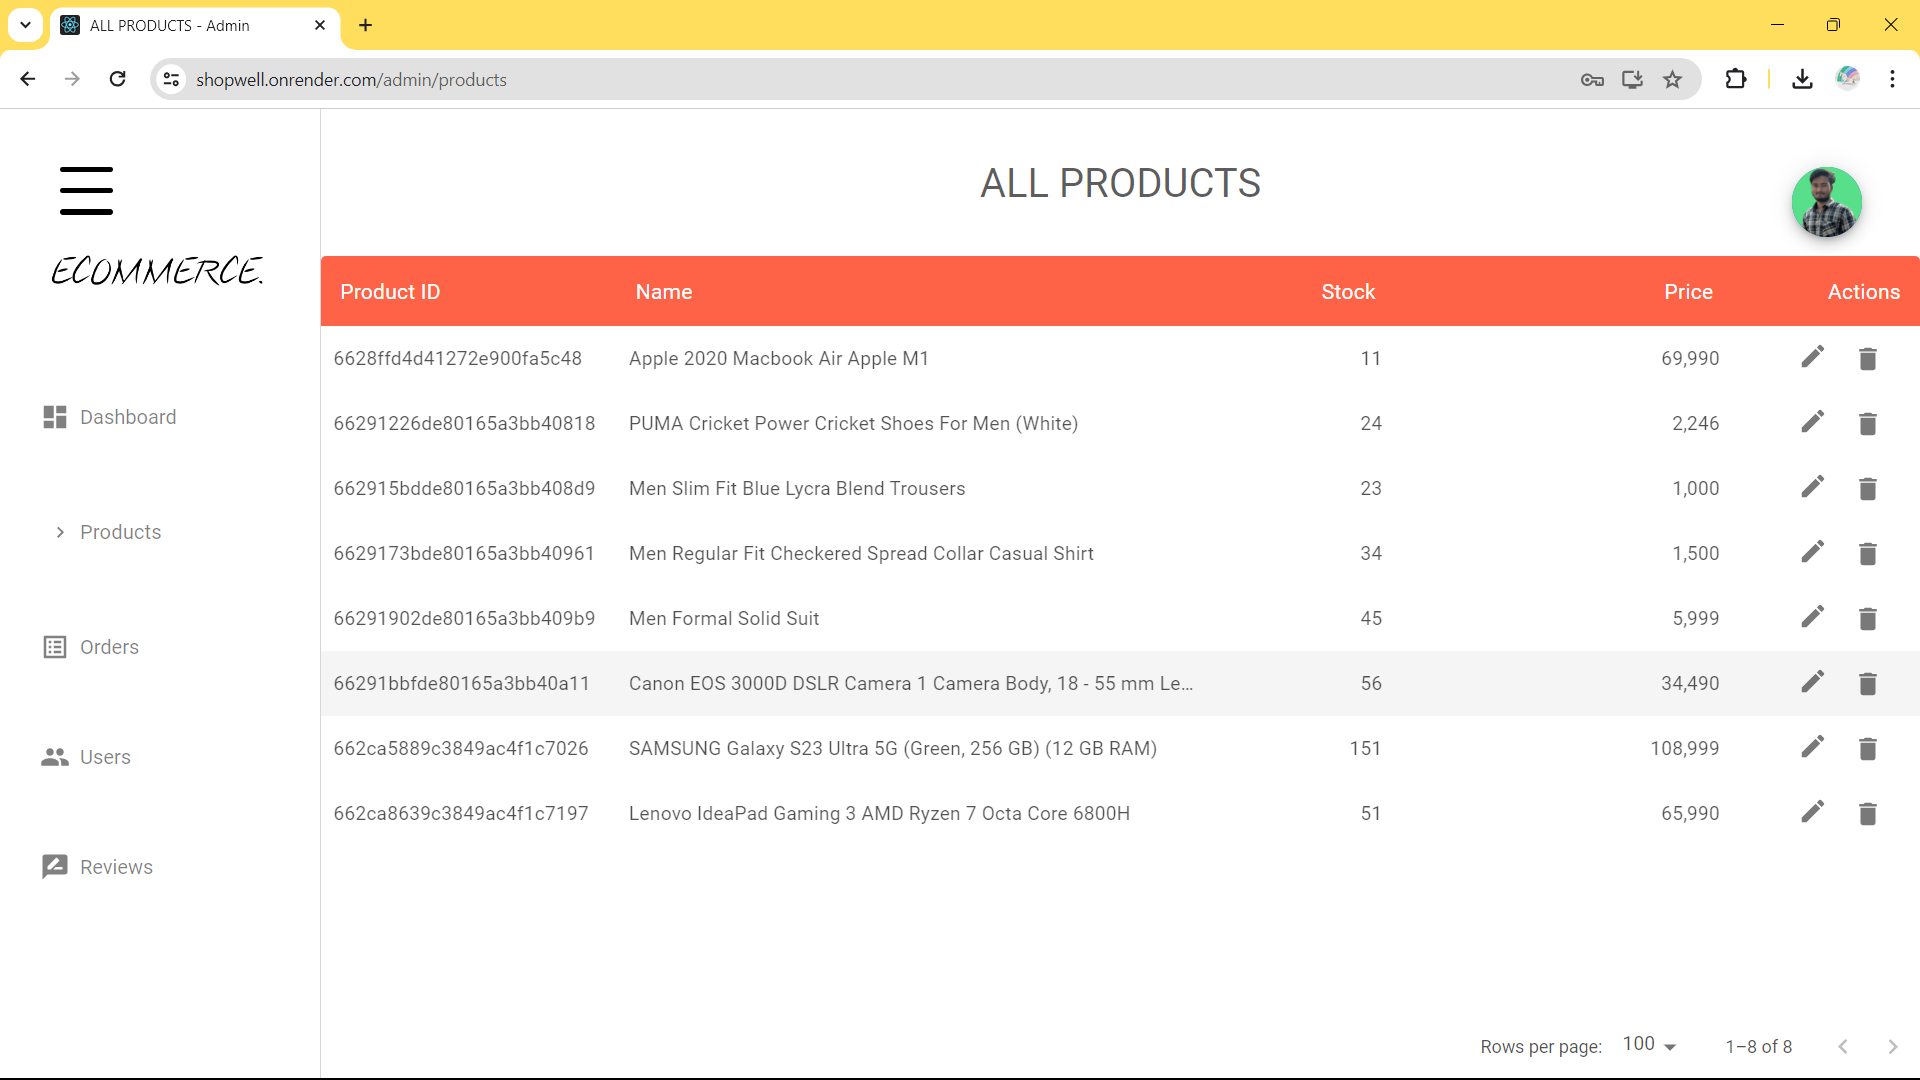 ALL PRODUCTS - Admin
shopwell.onrender.com/admin/products
ALL PRODUCTS
ECOMMERCE.
Dashboard
Products
Orders
Users
Reviews
Product ID Name Stock Price Actions
6628ffd4d41272e900fa5c48 Apple 2020 Macbook Air Apple M1 11 69,990
66291226de80165a3bb40818 PUMA Cricket Power Cricket Shoes For Men (White) 24 2,246
662915bdde80165a3bb408d9 Men Slim Fit Blue Lycra Blend Trousers 23 1,000
6629173bde80165a3bb40961 Men Regular Fit Checkered Spread Collar Casual Shirt 34 1,500
66291902de80165a3bb409b9 Men Formal Solid Suit 45 5,999
66291bbfde80165a3bb40a11 Canon EOS 3000D DSLR Camera 1 Camera Body, 18 - 55 mm Le... 56 34,490
662ca5889c3849ac4f1c7026 SAMSUNG Galaxy S23 Ultra 5G (Green, 256 GB) (12 GB RAM) 151 108,999
662ca8639c3849ac4f1c7197 Lenovo IdeaPad Gaming 3 AMD Ryzen 7 Octa Core 6800H 51 65,990
Rows per page: 100 1–8 of 8